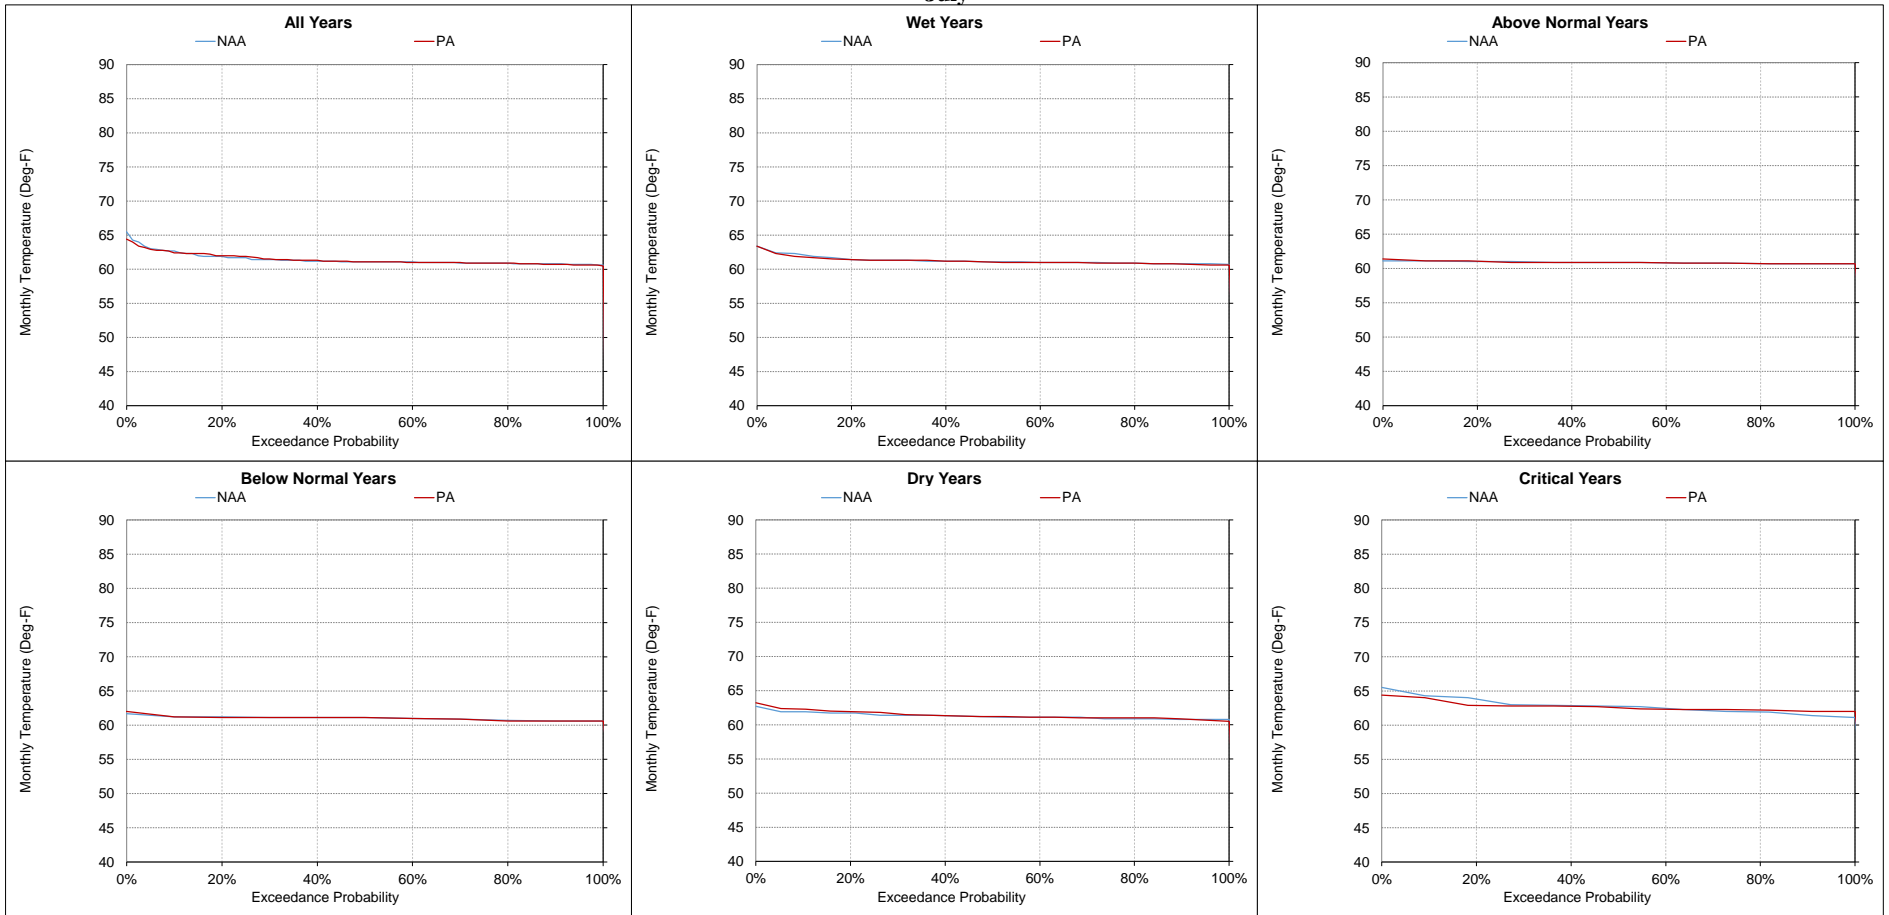 July
All Years
NAA PA
90
85
80
75
70
65
60
55
50
45
40
Monthly Temperature (Deg-F)
0% 20% 40% 60% 80% 100%
Exceedance Probability
Wet Years
NAA PA
90
85
80
75
70
65
60
55
50
45
40
Monthly Temperature (Deg-F)
0% 20% 40% 60% 80% 100%
Exceedance Probability
Above Normal Years
NAA PA
90
85
80
75
70
65
60
55
50
45
40
Monthly Temperature (Deg-F)
0% 20% 40% 60% 80% 100%
Exceedance Probability
Below Normal Years
NAA PA
90
85
80
75
70
65
60
55
50
45
40
Monthly Temperature (Deg-F)
0% 20% 40% 60% 80% 100%
Exceedance Probability
Dry Years
NAA PA
90
85
80
75
70
65
60
55
50
45
40
Monthly Temperature (Deg-F)
0% 20% 40% 60% 80% 100%
Exceedance Probability
Critical Years
NAA PA
90
85
80
75
70
65
60
55
50
45
40
Monthly Temperature (Deg-F)
0% 20% 40% 60% 80% 100%
Exceedance Probability